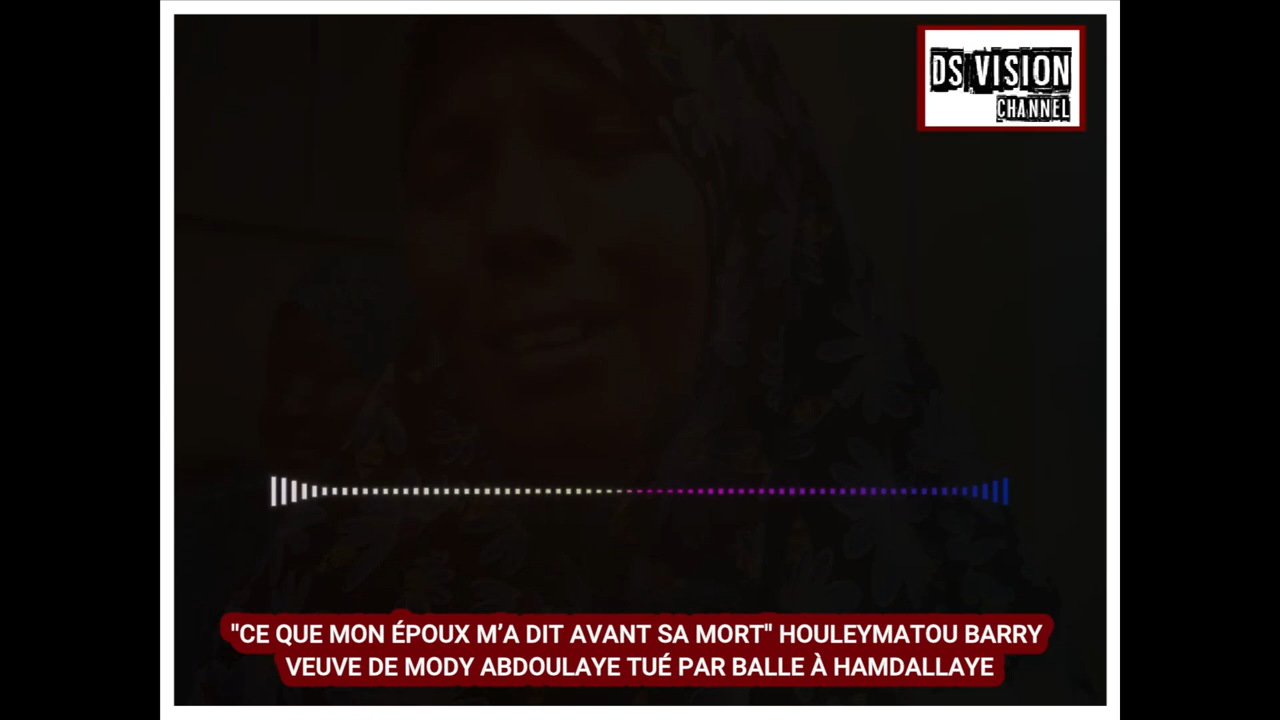 DS VISION
CHANNEL
"CE QUE MON ÉPOUX M’A DIT AVANT SA MORT" HOULEYMATOU BARRY
VEUVE DE MODY ABDOULAYE TUÉ PAR BALLE À HAMDALLAYE